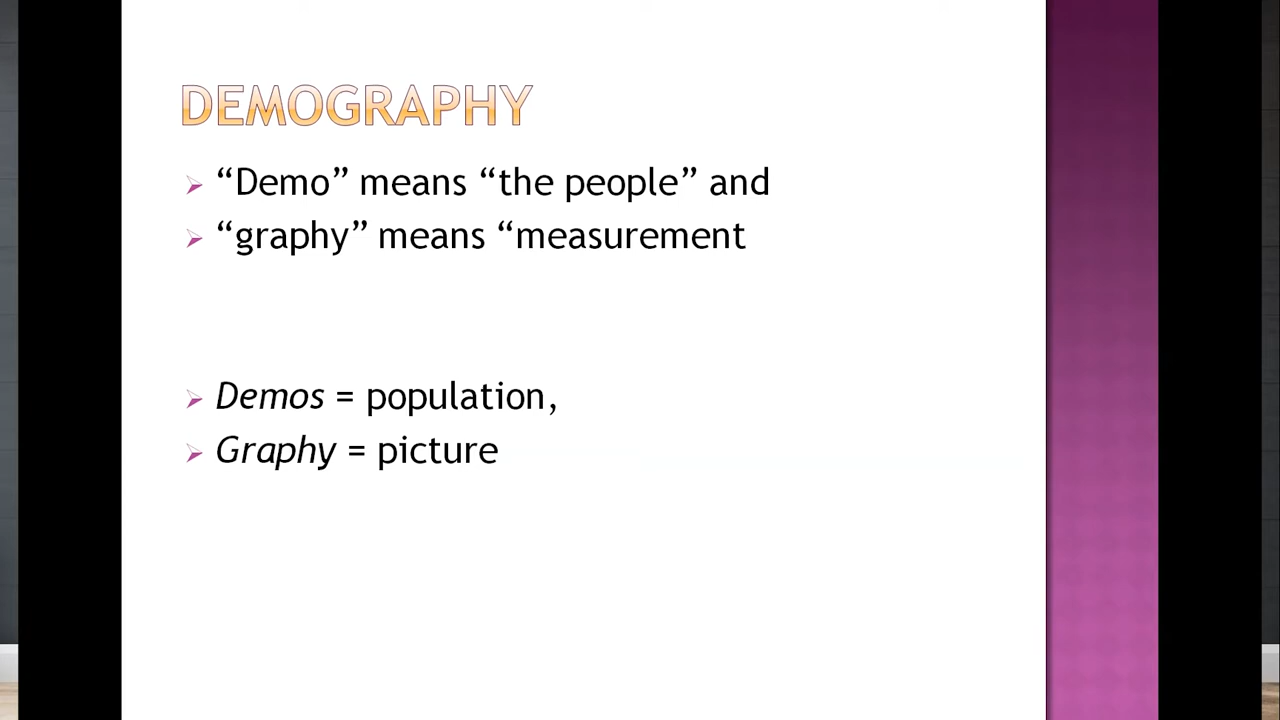 DEMOGRAPHY
“Demo” means “the people” and
“graphy” means “measurement
Demos = population,
Graphy = picture